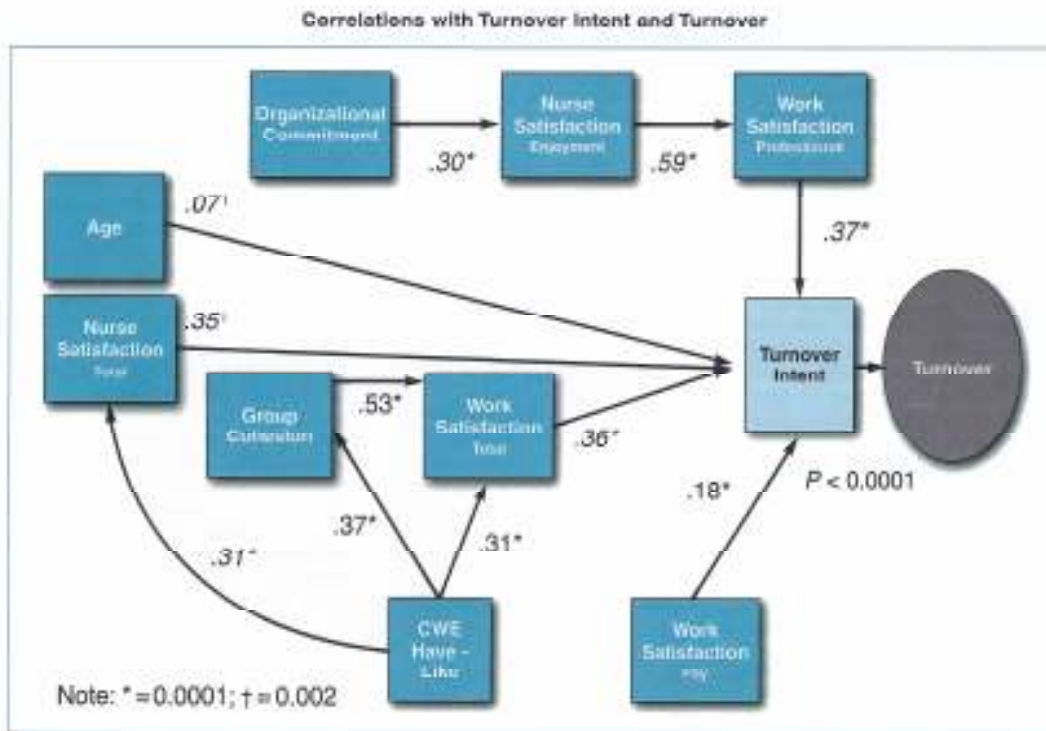 Correlations with Turnover Intent and Turnover
Organizational
Commitment
.30*
Nurse
Satisfaction
Enjoyment
.59*
Work
Satisfaction
Professional
.37*
Age
.07†
Nurse
Satisfaction
Total
.35
Group
.53*
Work
Satisfaction
Total
.36*
Turnover
Intent
Turnover
P < 0.0001
.18*
.37*
.31*
.31*
CWE
Have -
Like
Work
Satisfaction
Pay
Note: * = 0.0001; † = 0.002